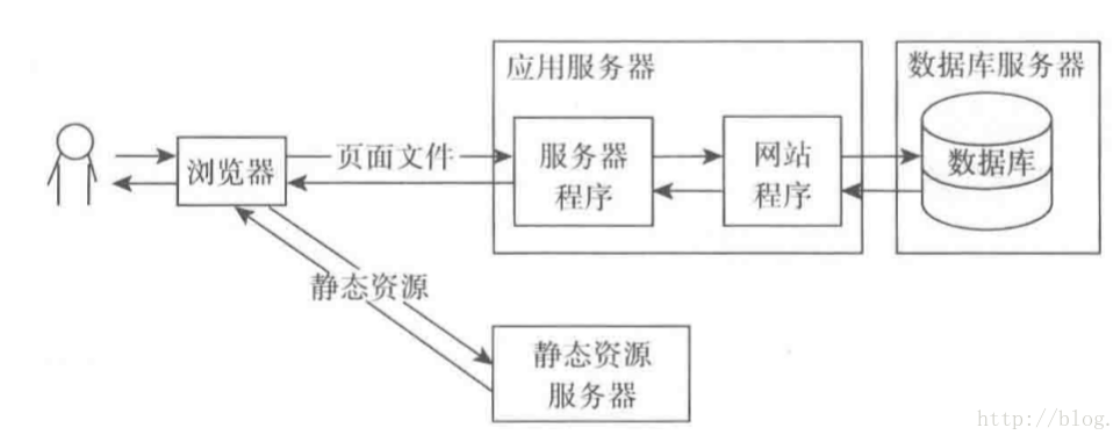 应用服务器
数据库服务器
浏览器
页面文件
服务器
程序
网站
程序
数据库
静态资源
静态资源
服务器
http://blog.